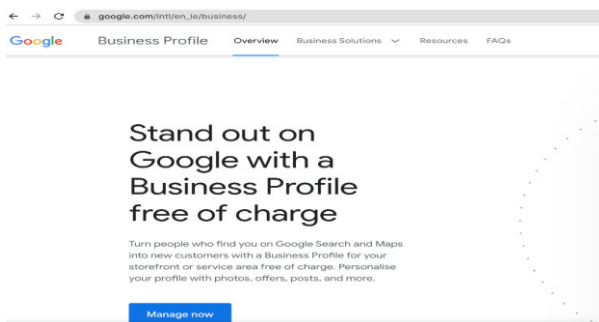 google.com/intl/en_ie/business/
Google Business Profile Overview Business Solutions Resources FAQs
Stand out on
Google with a
Business Profile
free of charge
Turn people who find you on Google Search and Maps
into new customers with a Business Profile for your
storefront or service area free of charge. Personalise
your profile with photos, offers, posts, and more.
Manage now